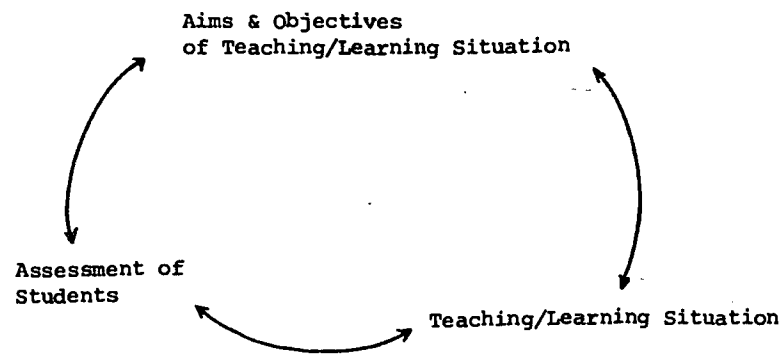 Aims & Objectives
of Teaching/Learning Situation
Assessment of
Students
Teaching/Learning Situation